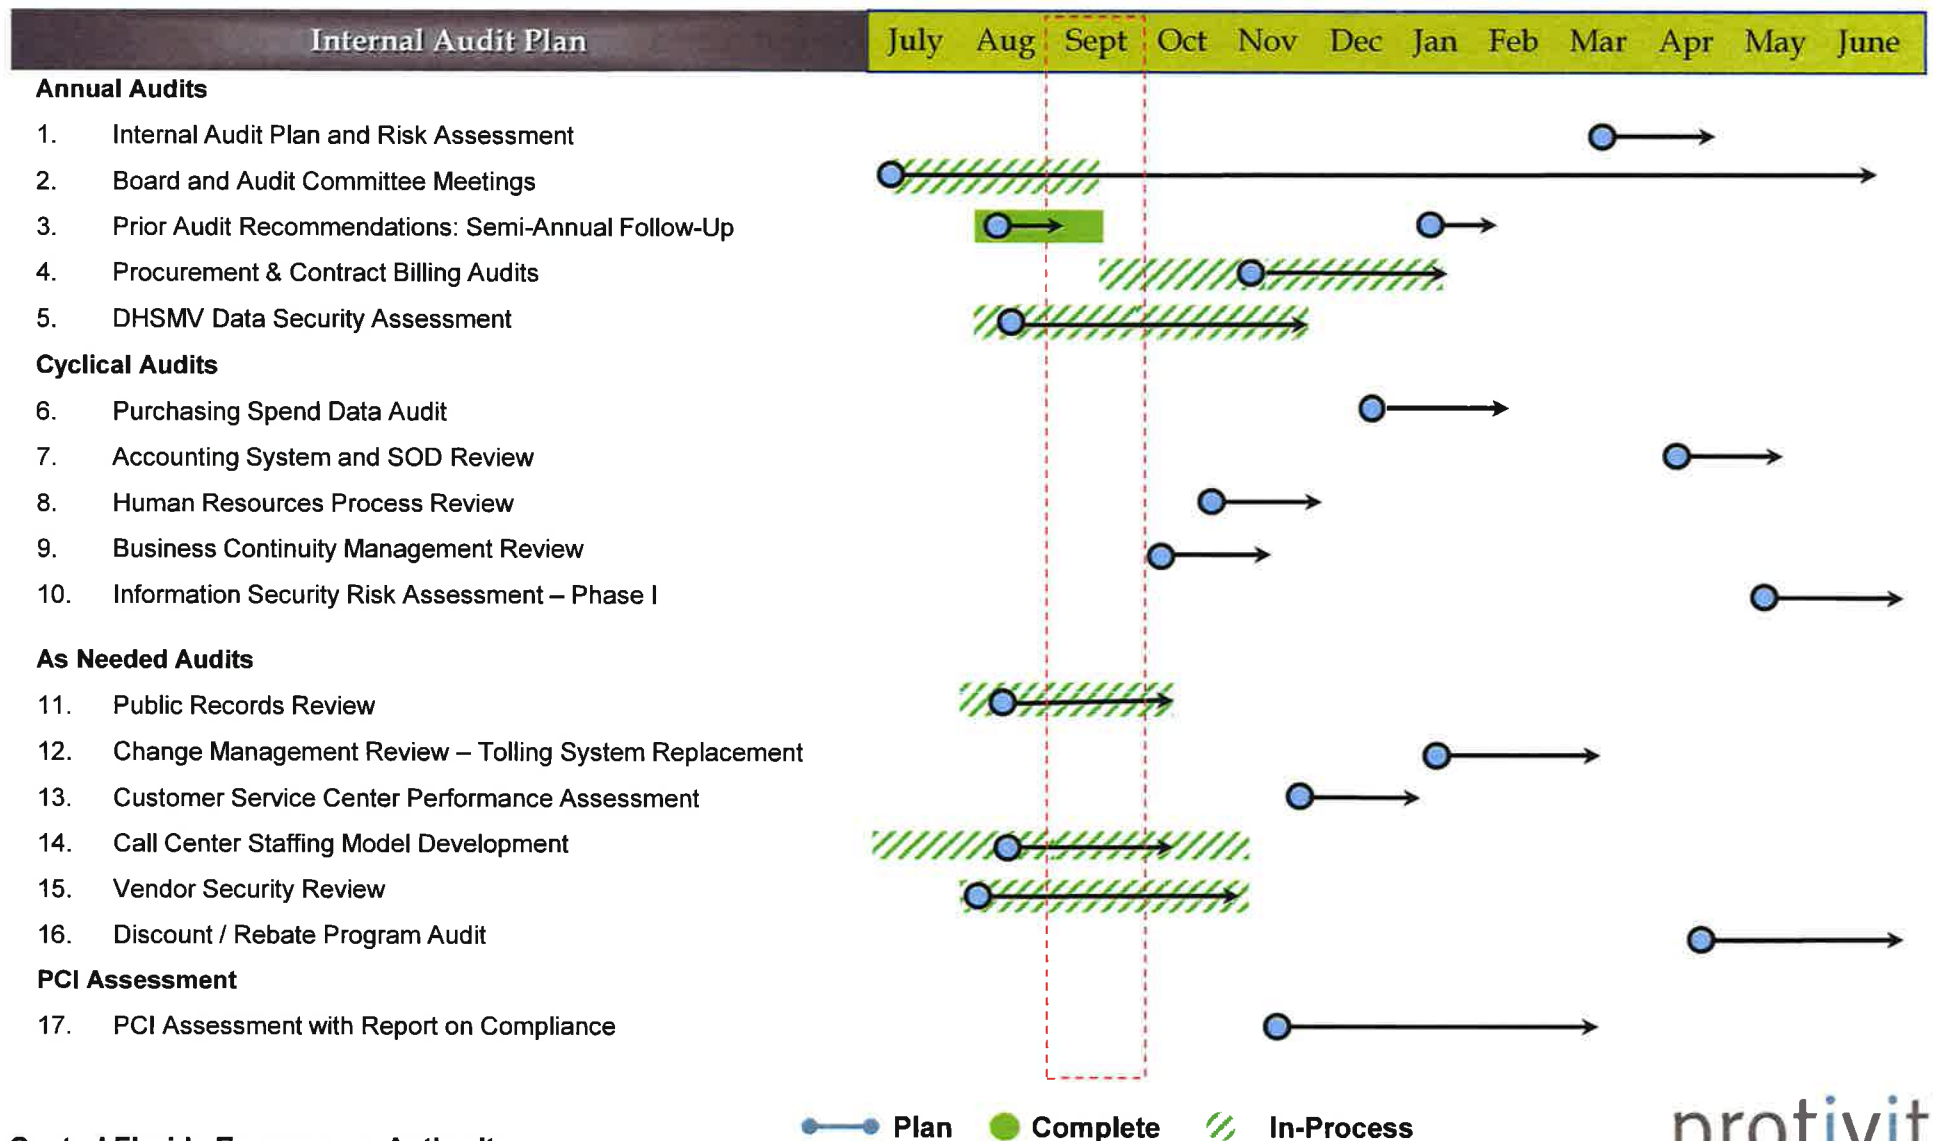 Internal Audit Plan July Aug Sept Oct Nov Dec Jan Feb Mar Apr May June
Annual Audits
1. Internal Audit Plan and Risk Assessment
2. Board and Audit Committee Meetings
3. Prior Audit Recommendations: Semi-Annual Follow-Up
4. Procurement & Contract Billing Audits
5. DHSMV Data Security Assessment
Cyclical Audits
6. Purchasing Spend Data Audit
7. Accounting System and SOD Review
8. Human Resources Process Review
9. Business Continuity Management Review
10. Information Security Risk Assessment – Phase I
As Needed Audits
11. Public Records Review
12. Change Management Review – Tolling System Replacement
13. Customer Service Center Performance Assessment
14. Call Center Staffing Model Development
15. Vendor Security Review
16. Discount / Rebate Program Audit
PCI Assessment
17. PCI Assessment with Report on Compliance
Plan Complete In-Process
protivit